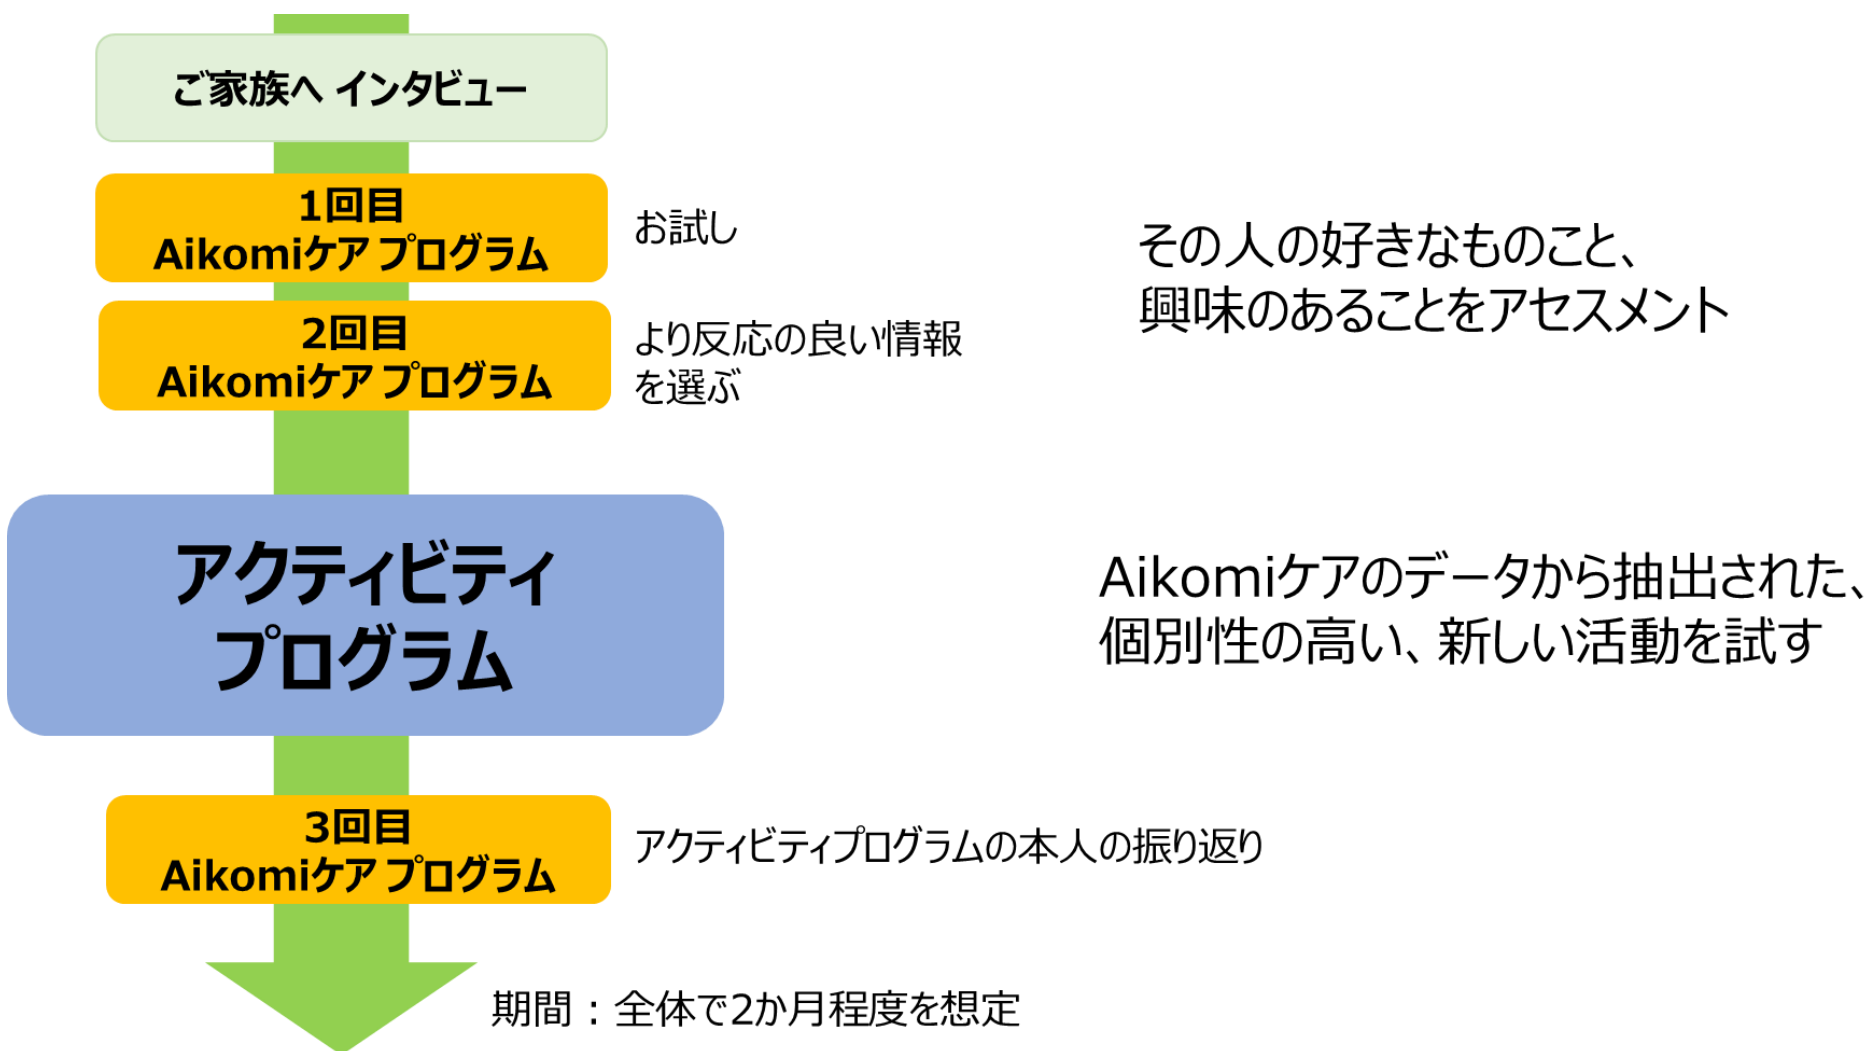 ご家族へ インタビュー
1回目
Aikomiケア プログラム
お試し
2回目
Aikomiケア プログラム
より反応の良い情報
を選ぶ
その人の好きなものこと、
興味のあることをアセスメント
アクティビティ
プログラム
Aikomiケアのデータから抽出された、
個別性の高い、新しい活動を試す
3回目
Aikomiケア プログラム
アクティビティプログラムの本人の振り返り
期間：全体で2か月程度を想定